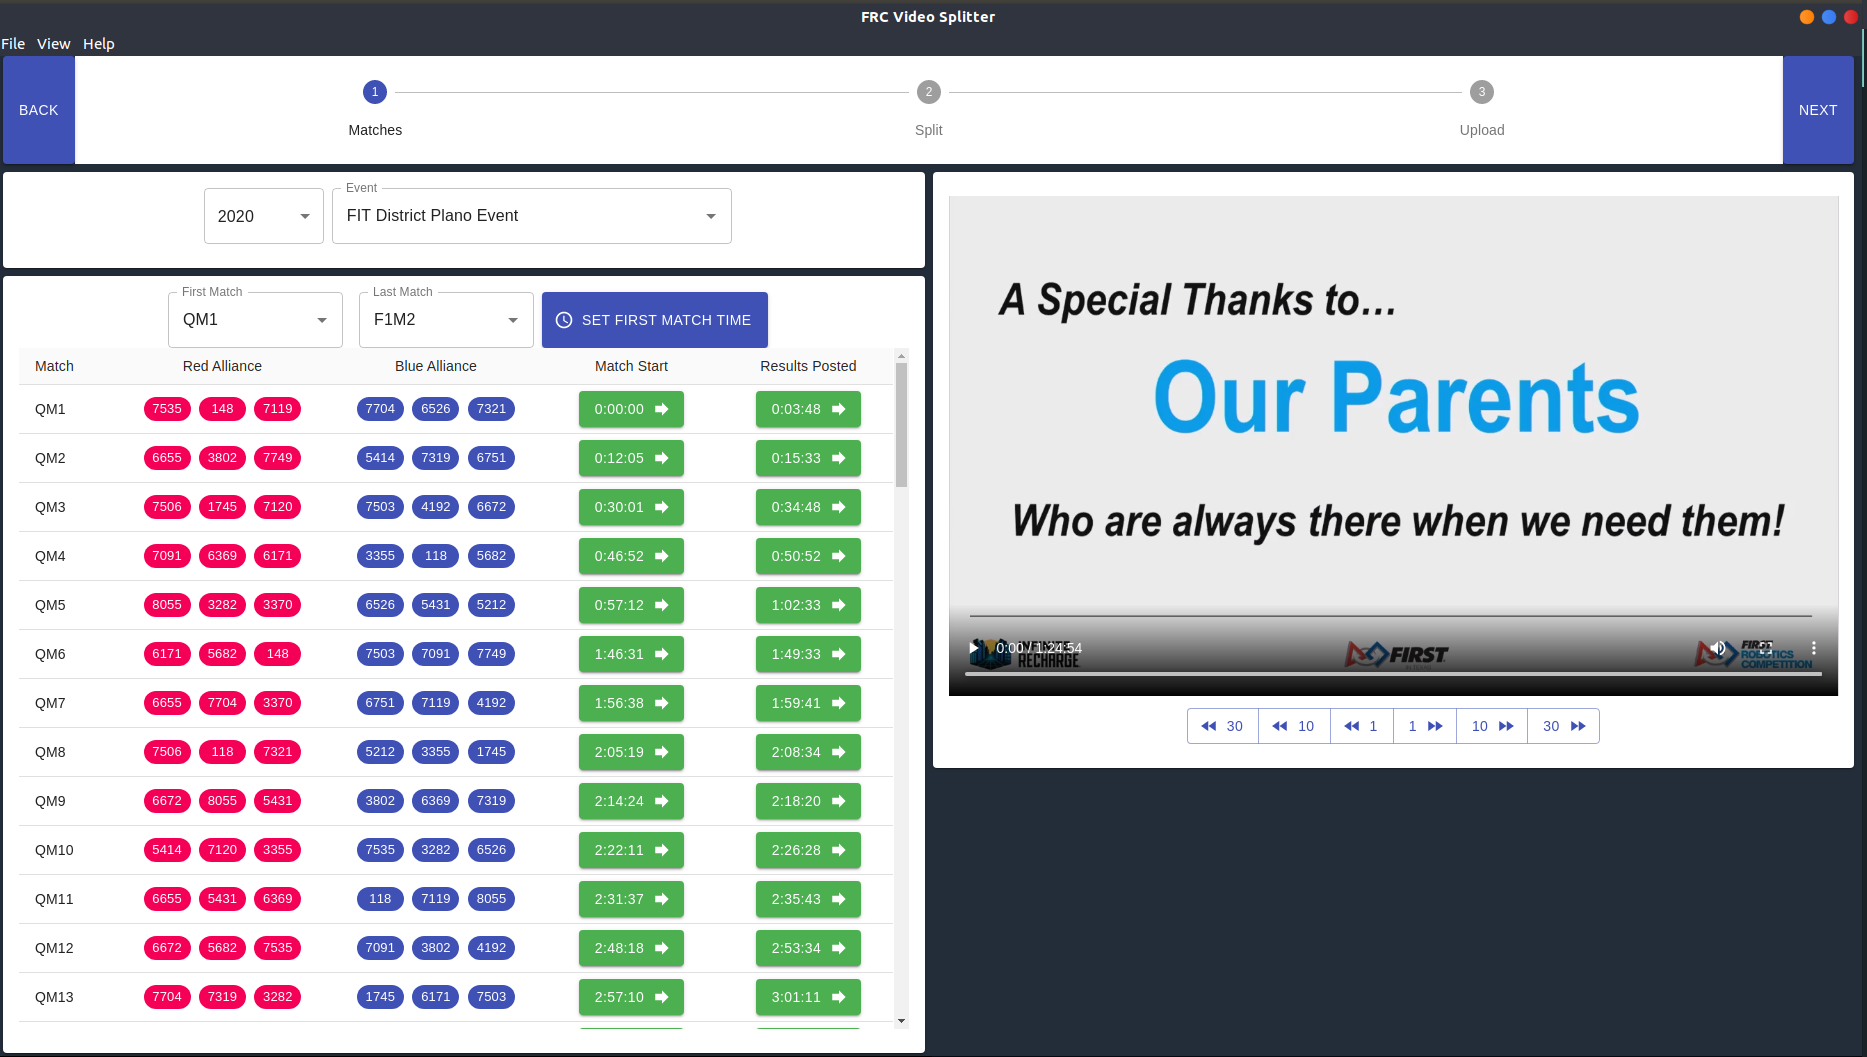 FRC Video Splitter
File View Help
BACK
1
2
3
NEXT
Matches
Split
Upload
2020
Event
FIT District Plano Event
First Match
QM1
Last Match
F1M2
SET FIRST MATCH TIME
Match Red Alliance Blue Alliance Match Start Results Posted
QM1 7535 148 7119 7704 6526 7321 0:00:00 0:03:48
QM2 6655 3802 7749 5414 7319 6751 0:12:05 0:15:33
QM3 7506 1745 7120 7503 4192 6672 0:30:01 0:34:48
QM4 7091 6369 6171 3355 118 5682 0:46:52 0:50:52
QM5 8055 3282 3370 6526 5431 5212 0:57:12 1:02:33
QM6 6171 5682 148 7503 7091 7749 1:46:31 1:49:33
QM7 6655 7704 3370 6751 7119 4192 1:56:38 1:59:41
QM8 7506 118 7321 5212 3355 1745 2:05:19 2:08:34
QM9 6672 8055 5431 3802 6369 7319 2:14:24 2:18:20
QM10 5414 7120 3355 7535 3282 6526 2:22:11 2:26:28
QM11 6655 5431 6369 118 7119 8055 2:31:37 2:35:43
QM12 6672 5682 7535 7091 3802 4192 2:48:18 2:53:34
QM13 7704 7319 3282 1745 6171 7503 2:57:10 3:01:11
A Special Thanks to...
Our Parents
Who are always there when we need them!
0:00 / 1:24:54
INFINITE
RECHARGE
FIRST
FIRST
ROBOTICS
COMPETITION
30 10 1 1 10 30